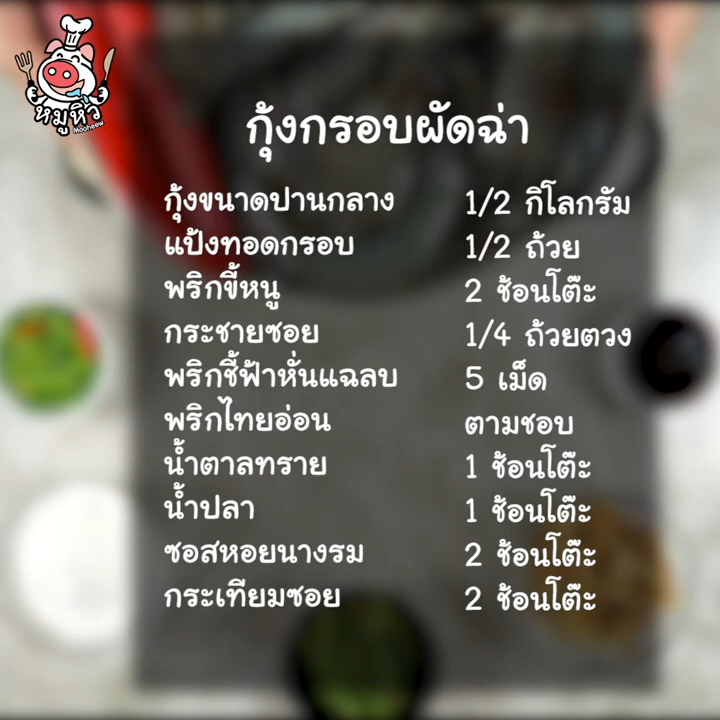 หมูหิว
Mooheew
กุ้งกรอบผัดฉ่า
กุ้งขนาดปานกลาง 1/2 กิโลกรัม
แป้งทอดกรอบ 1/2 ถ้วย
พริกขี้หนู 2 ช้อนโต๊ะ
กระชายซอย 1/4 ถ้วยตวง
พริกชี้ฟ้าหั่นแฉลบ 5 เม็ด
พริกไทยอ่อน ตามชอบ
น้ำตาลทราย 1 ช้อนโต๊ะ
น้ำปลา 1 ช้อนโต๊ะ
ซอสหอยนางรม 2 ช้อนโต๊ะ
กระเทียมซอย 2 ช้อนโต๊ะ